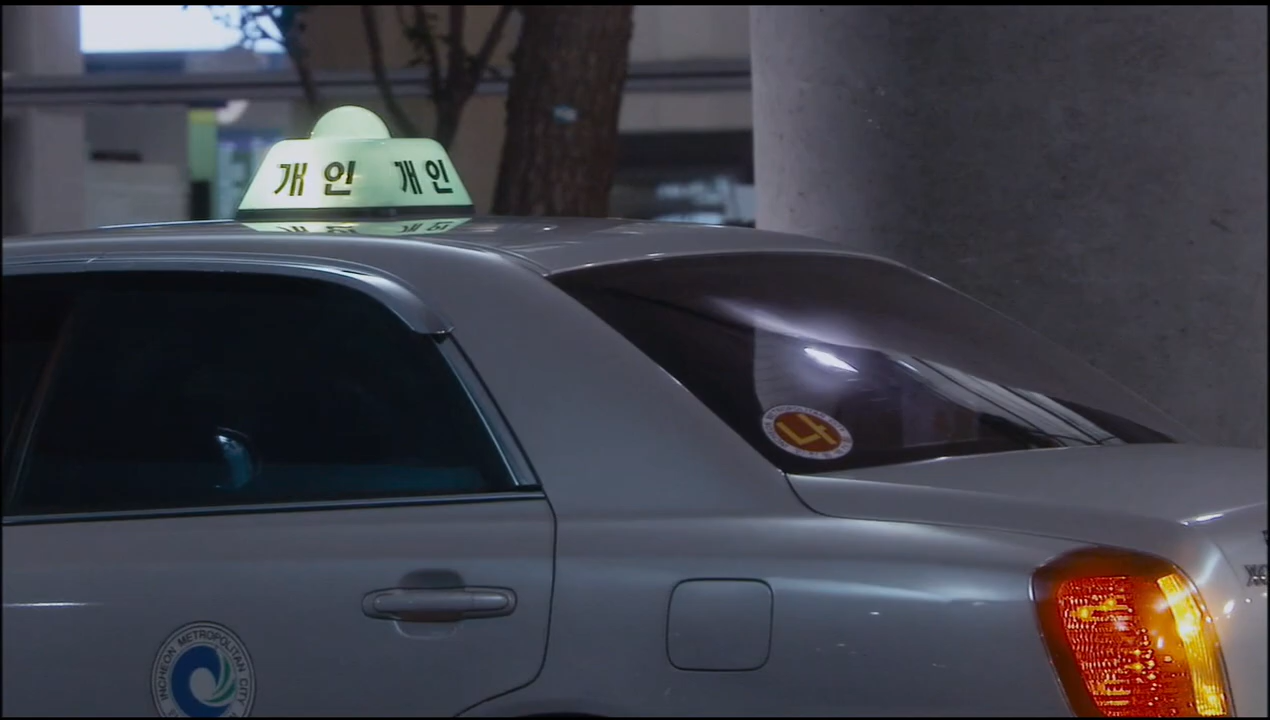 개인 개인
나
INCHEON METROPOLITAN CITY